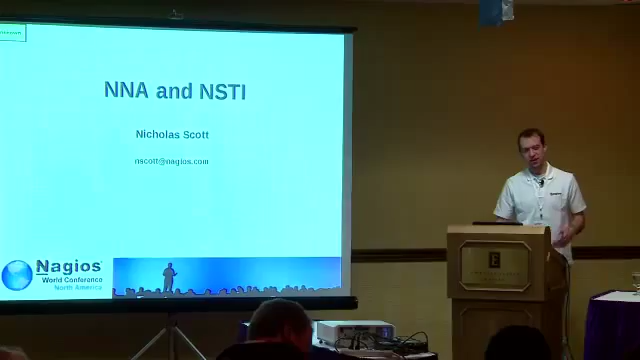 NNA and NSTI
Nicholas Scott
nscott@nagios.com
Nagios
World Conference
North America